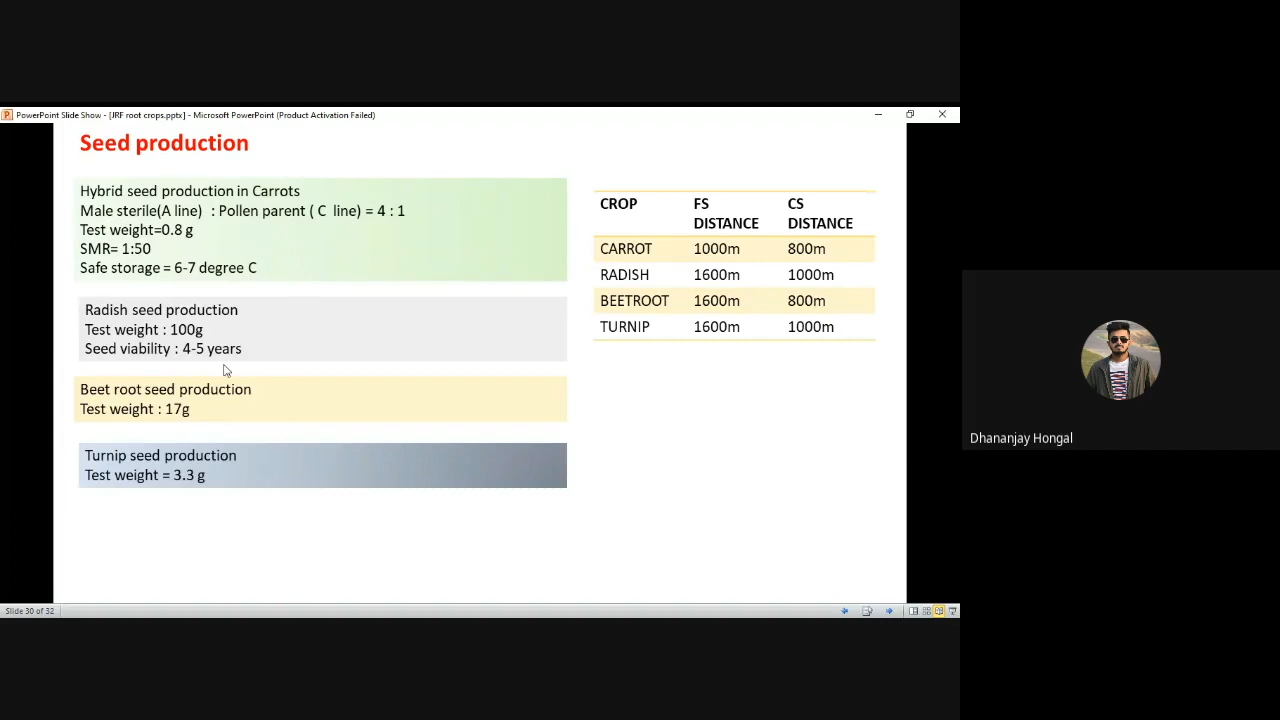 PowerPoint Slide Show - [JRF root crops.pptx] - Microsoft PowerPoint (Product Activation Failed)
Seed production
Hybrid seed production in Carrots
Male sterile(A line) : Pollen parent ( C line) = 4 : 1
Test weight=0.8 g
SMR= 1:50
Safe storage = 6-7 degree C
Radish seed production
Test weight : 100g
Seed viability : 4-5 years
Beet root seed production
Test weight : 17g
Turnip seed production
Test weight = 3.3 g
CROP FS DISTANCE CS DISTANCE
CARROT 1000m 800m
RADISH 1600m 1000m
BEETROOT 1600m 800m
TURNIP 1600m 1000m
Dhananjay Hongal
Slide 30 of 32